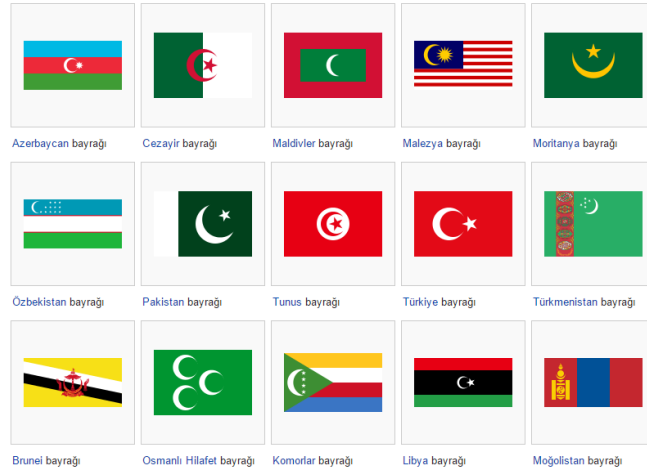 Azerbaycan bayrağı
Cezayir bayrağı
Maldivler bayrağı
Malezya bayrağı
Moritanya bayrağı
Özbekistan bayrağı
Pakistan bayrağı
Tunus bayrağı
Türkiye bayrağı
Türkmenistan bayrağı
Brunei bayrağı
Osmanlı Hilafet bayrağı
Komorlar bayrağı
Libya bayrağı
Moğolistan bayrağı